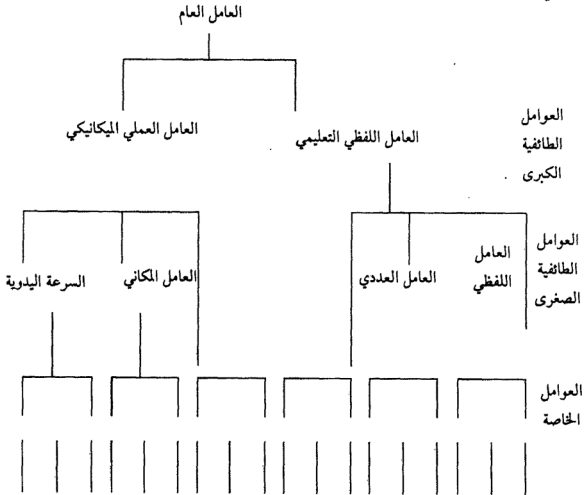 العامل العام
العوامل
الطائفية
الكبرى
العامل اللفظي التعليمي
العامل العملي الميكانيكي
العوامل
الطائفية
الصغرى
العامل
اللفظي
العامل العددي
العامل المكاني
السرعة اليدوية
العوامل
الخاصة